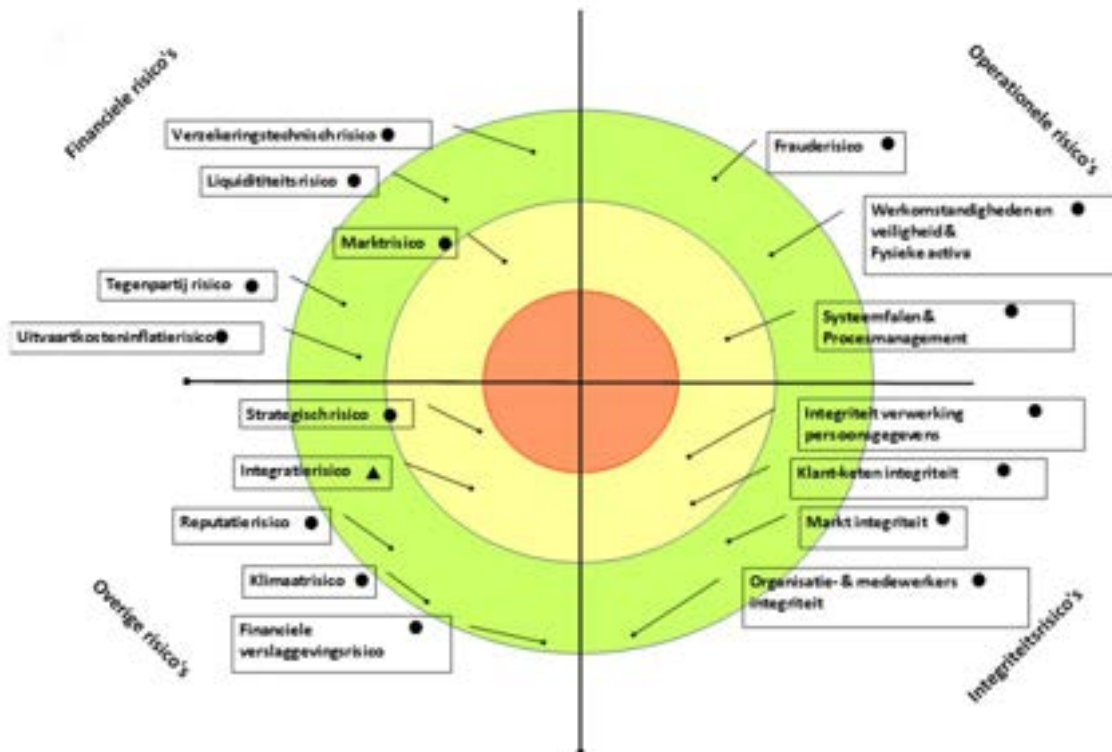 Financiele risico's
Verzekeringstechnisch risico
Liquidititeitsrisico
Marktrisico
Tegenpartij risico
Uitvaartkosteninflatierisico
Operationele risico's
Frauderisico
Werkomstandigheden en
veiligheid &
Fysieke activa
Systeemfalen &
Procesmanagement
Strategisch risico
Integratierisico
Reputatierisico
Klimaatrisico
Financiele
verslaggevingsrisico
Overige risico's
Integriteit verwerking
persoonsgegevens
Klant-keten integriteit
Markt integriteit
Organisatie- & medewerkers
integriteit
Integriteitsrisico's